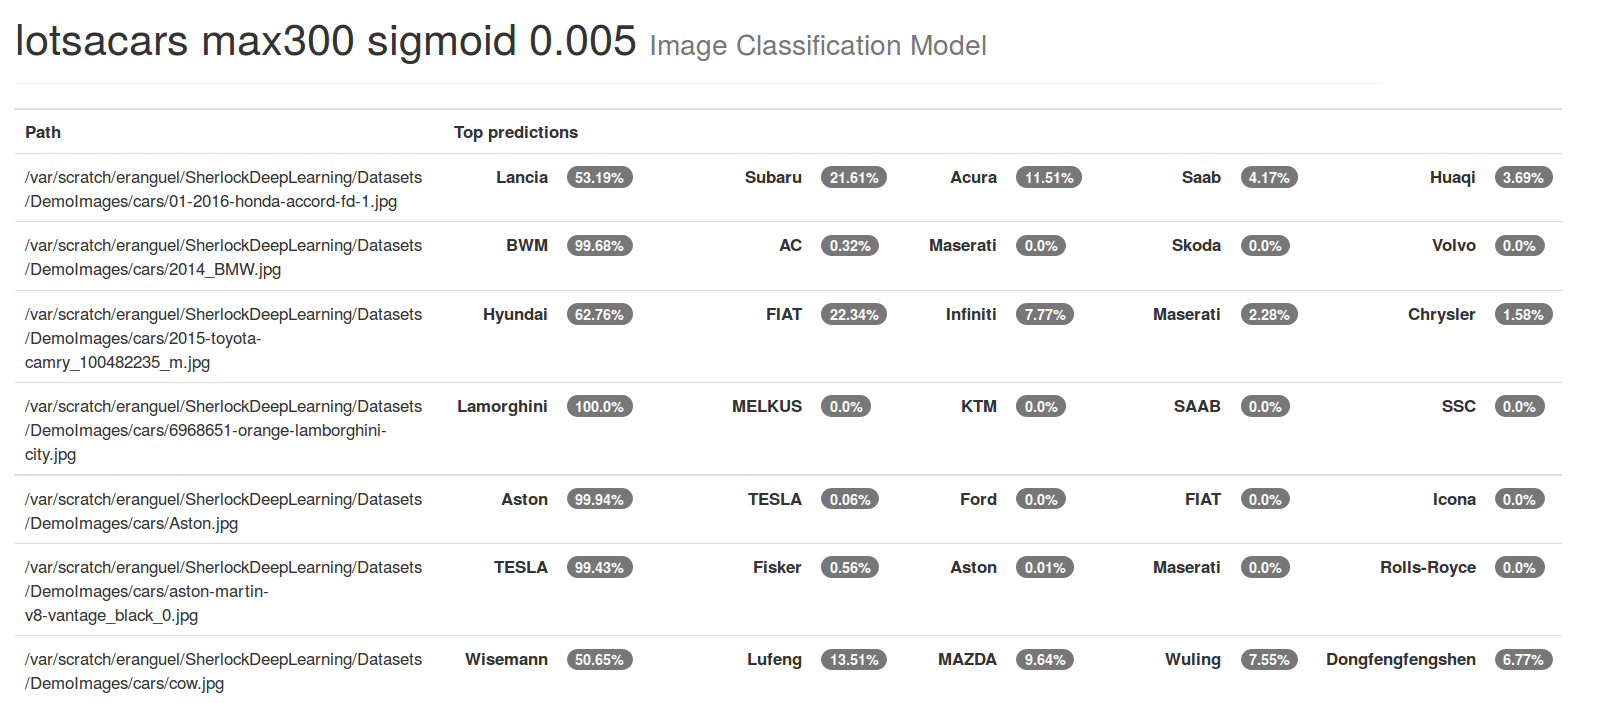 lotsacars max300 sigmoid 0.005 Image Classification Model
Path Top predictions
/var/scratch/eranguel/SherlockDeepLearning/Datasets Lancia 53.19% Subaru 21.61% Acura 11.51% Saab 4.17% Huaqi 3.69%
/DemoImages/cars/01-2016-honda-accord-fd-1.jpg
/var/scratch/eranguel/SherlockDeepLearning/Datasets BWM 99.68% AC 0.32% Maserati 0.0% Skoda 0.0% Volvo 0.0%
/DemoImages/cars/2014_BMW.jpg
/var/scratch/eranguel/SherlockDeepLearning/Datasets Hyundai 62.76% FIAT 22.34% Infiniti 7.77% Maserati 2.28% Chrysler 1.58%
/DemoImages/cars/2015-toyota-
camry_100482235_m.jpg
/var/scratch/eranguel/SherlockDeepLearning/Datasets Lamorghini 100.0% MELKUS 0.0% KTM 0.0% SAAB 0.0% SSC 0.0%
/DemoImages/cars/6968651-orange-lamborghini-
city.jpg
/var/scratch/eranguel/SherlockDeepLearning/Datasets Aston 99.94% TESLA 0.06% Ford 0.0% FIAT 0.0% Icona 0.0%
/DemoImages/cars/Aston.jpg
/var/scratch/eranguel/SherlockDeepLearning/Datasets TESLA 99.43% Fisker 0.56% Aston 0.01% Maserati 0.0% Rolls-Royce 0.0%
/DemoImages/cars/aston-martin-
v8-vantage_black_0.jpg
/var/scratch/eranguel/SherlockDeepLearning/Datasets Wisemann 50.65% Lufeng 13.51% MAZDA 9.64% Wuling 7.55% Dongfengfengshen 6.77%
/DemoImages/cars/cow.jpg